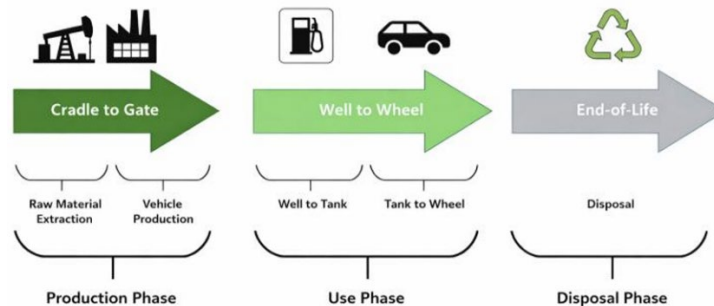 Cradle to Gate
Well to Wheel
End-of-Life
Raw Material
Extraction
Vehicle
Production
Well to Tank
Tank to Wheel
Disposal
Production Phase
Use Phase
Disposal Phase